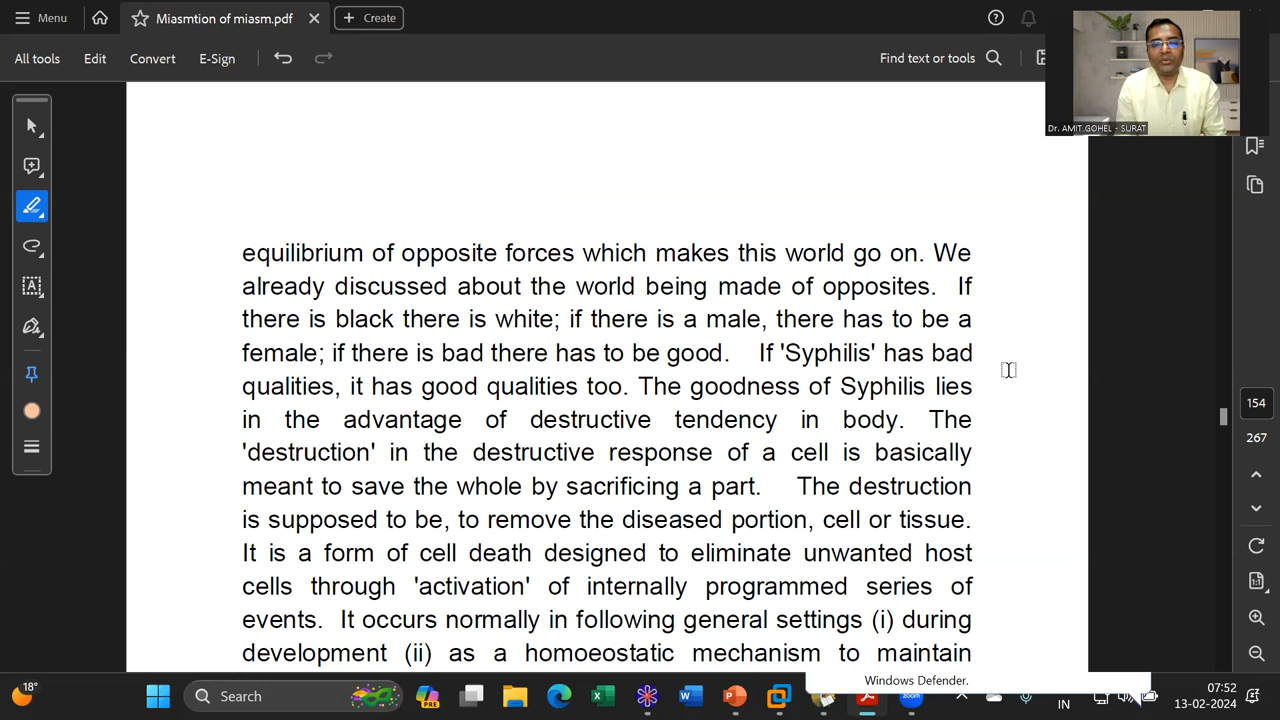 Menu
Miasmtion of miasm.pdf
Create
All tools
Edit
Convert
E-Sign
Find text or tools
Dr. AMIT GOHEL - SURAT
equilibrium of opposite forces which makes this world go on. We
already discussed about the world being made of opposites. If
there is black there is white; if there is a male, there has to be a
female; if there is bad there has to be good. If 'Syphilis' has bad
qualities, it has good qualities too. The goodness of Syphilis lies
in the advantage of destructive tendency in body. The
'destruction' in the destructive response of a cell is basically
meant to save the whole by sacrificing a part. The destruction
is supposed to be, to remove the diseased portion, cell or tissue.
It is a form of cell death designed to eliminate unwanted host
cells through 'activation' of internally programmed series of
events. It occurs normally in following general settings (i) during
development (ii) as a homoeostatic mechanism to maintain
154
267
Windows Defender.
18°
Search
PRE
zoom
IN
07:52
13-02-2024